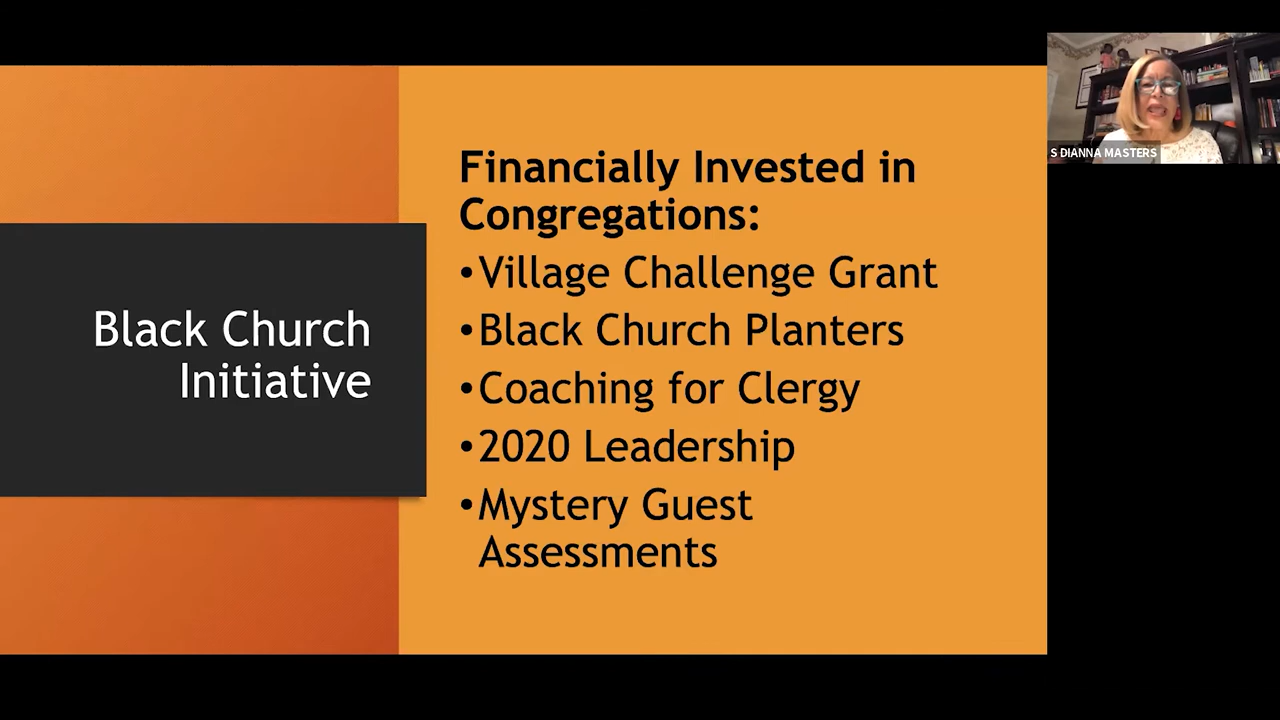 Black Church
Initiative
Financially Invested in
Congregations:
•Village Challenge Grant
•Black Church Planters
•Coaching for Clergy
•2020 Leadership
•Mystery Guest
Assessments
S DIANNA MASTERS